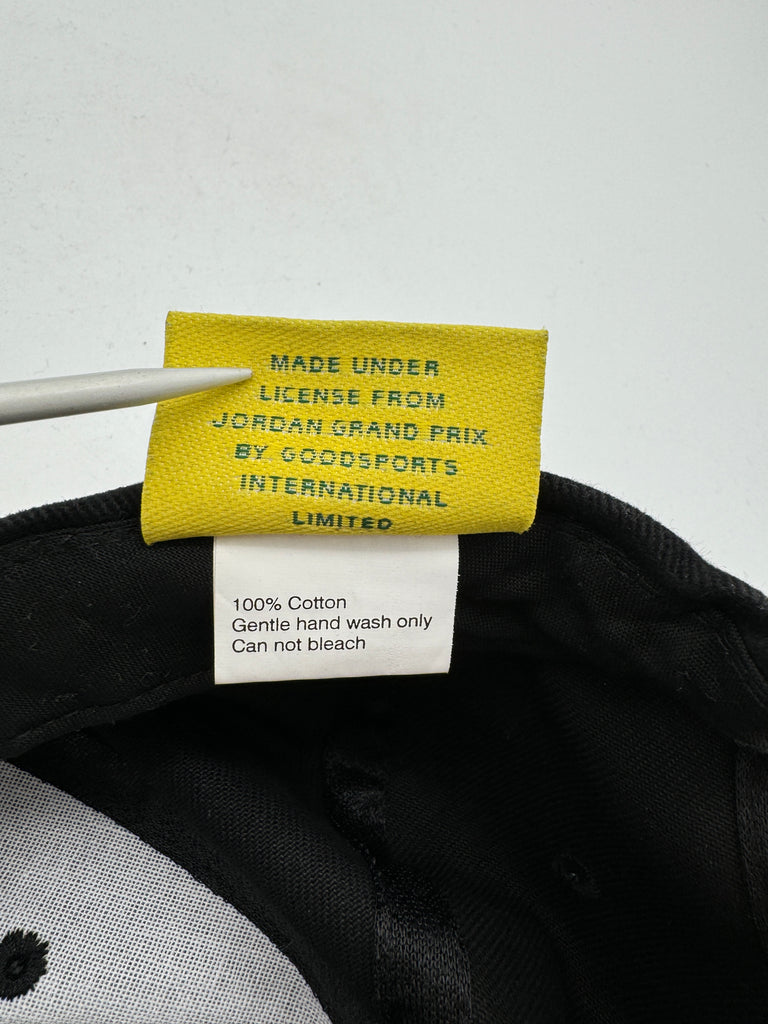 MADE UNDER
LICENSE FROM
JORDAN GRAND PRIX
BY GOODSPORTS
INTERNATIONAL
LIMITED
100% Cotton
Gentle hand wash only
Can not bleach